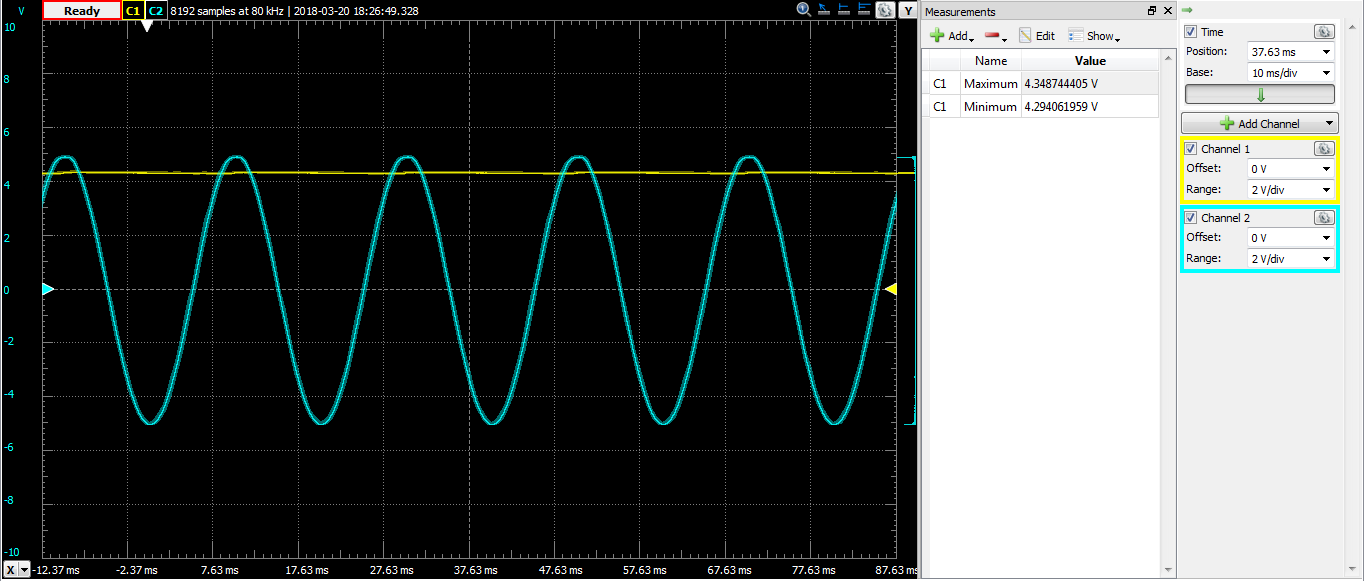 V Ready C1 C2 8192 samples at 80 kHz | 2018-03-20 18:26:49.328 Y
10
8
6
4
2
0
-2
-4
-6
-8
-10
X -12.37 ms -2.37 ms 7.63 ms 17.63 ms 27.63 ms 37.63 ms 47.63 ms 57.63 ms 67.63 ms 77.63 ms 87.63 ms
Measurements
Add Edit Show
Name Value
C1 Maximum 4.348744405 V
C1 Minimum 4.294061959 V
Time
Position: 37.63 ms
Base: 10 ms/div
Add Channel
Channel 1
Offset: 0 V
Range: 2 V/div
Channel 2
Offset: 0 V
Range: 2 V/div